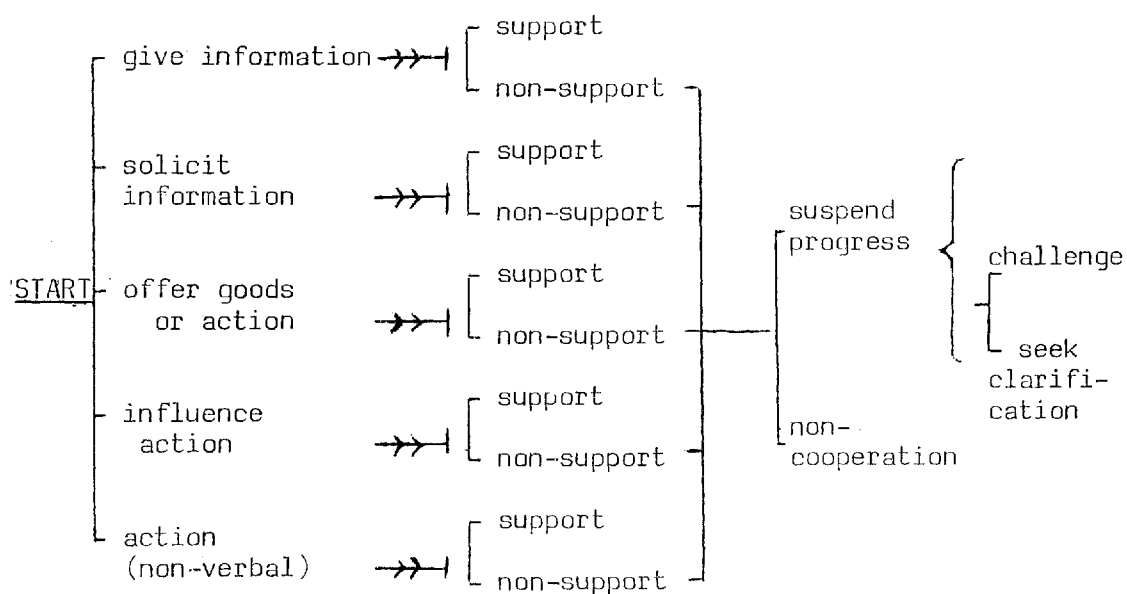 support
give information
non-support
support
solicit
information
non-support
suspend
progress
challenge
support
START
offer goods
or action
non-support
seek
clarifi-
cation
support
influence
action
non-support
non-
cooperation
support
action
(non-verbal)
non-support